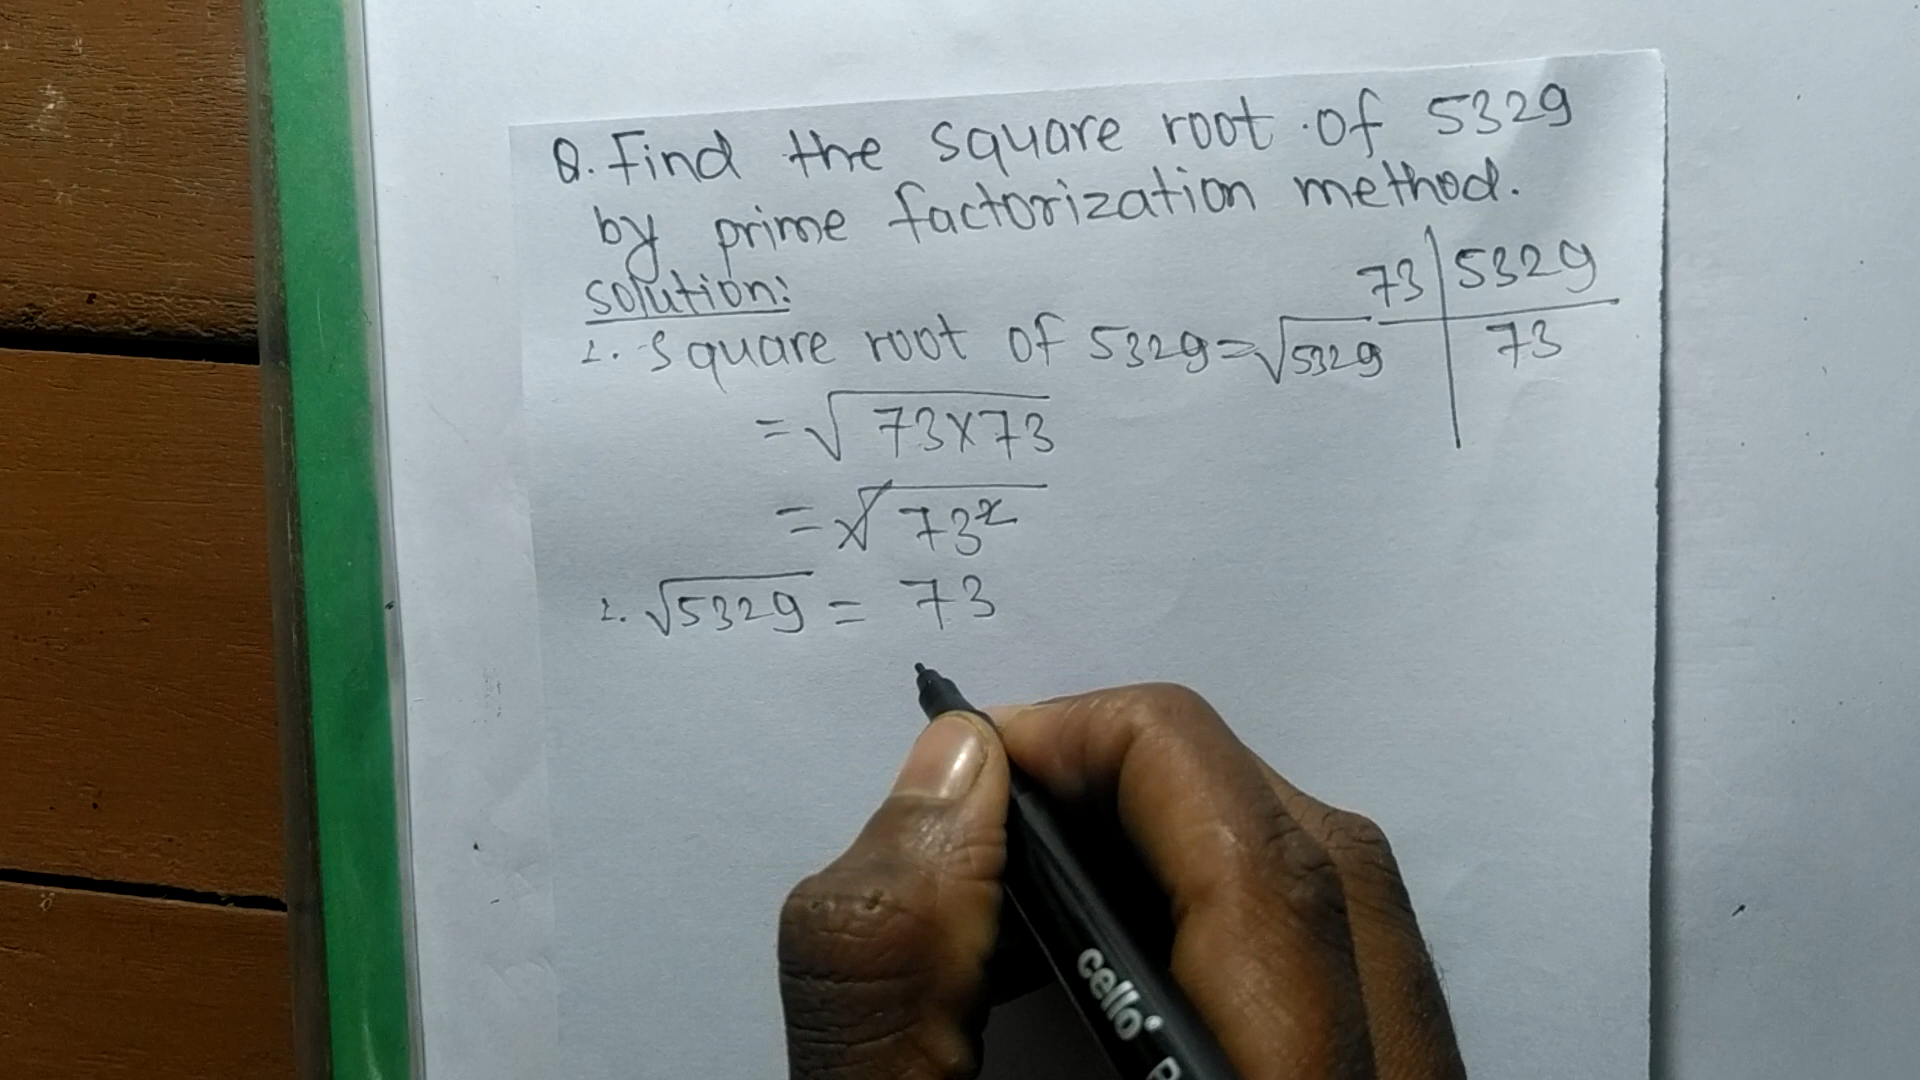 Q. Find the square root of 5329
by prime factorization method.
solution:
73 | 5329
73
∴ Square root of 5329 = √5329
= √73×73
= √73²
∴ √5329 = 73
cello